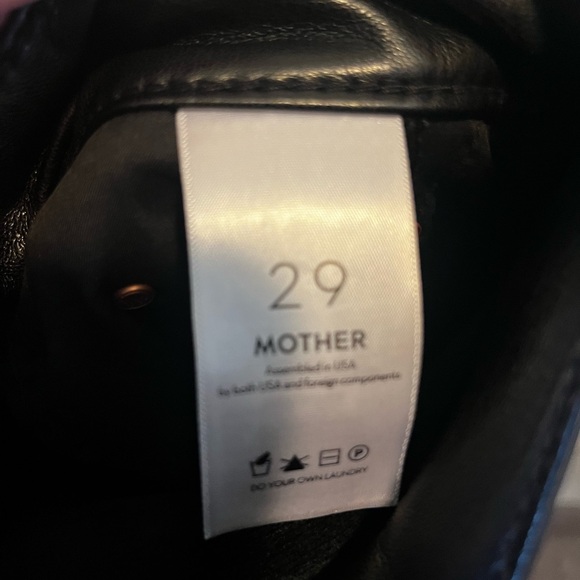 29
MOTHER
Assembled in USA
by both USA and foreign components
P
DO YOUR OWN LAUNDRY